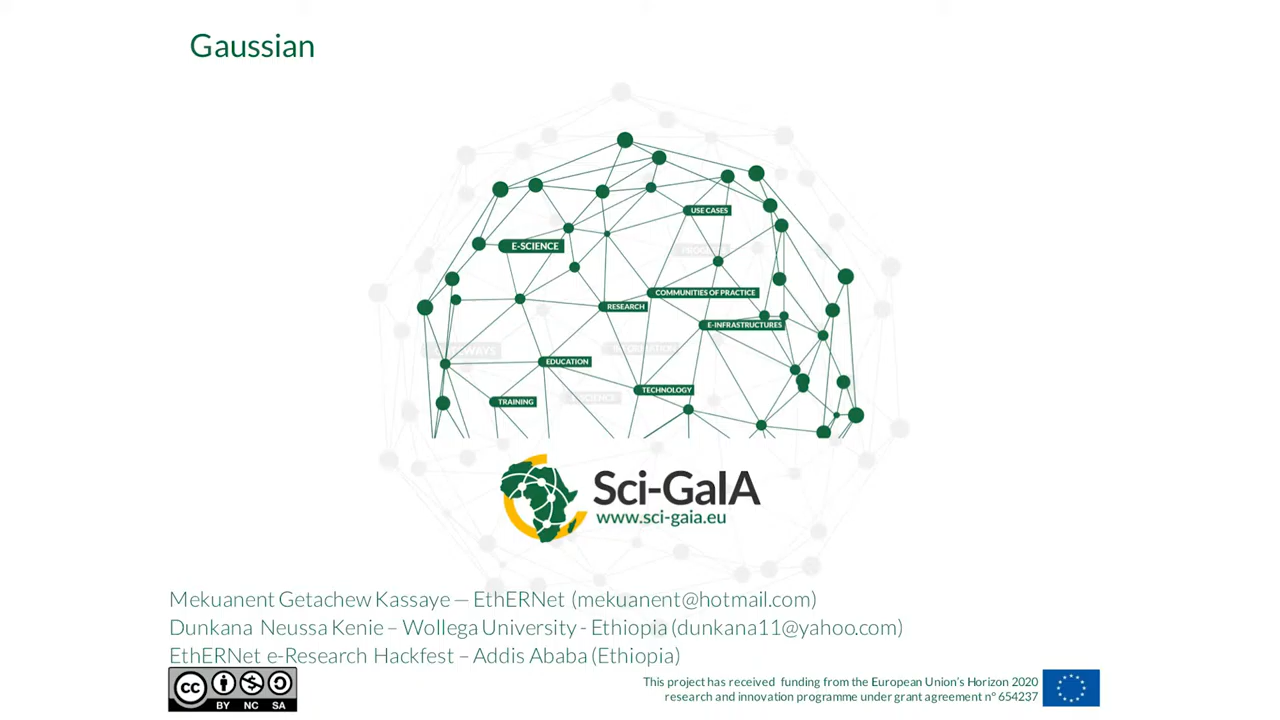 Gaussian
USE CASES
E-SCIENCE
COMMUNITIES OF PRACTICE
RESEARCH
E-INFRASTRUCTURES
EDUCATION
TECHNOLOGY
TRAINING
Sci-GaIA
www.sci-gaia.eu
Mekuanent Getachew Kassaye — EthERNet (mekuanent@hotmail.com)
Dunkana Neussa Kenie – Wollega University - Ethiopia (dunkana11@yahoo.com)
EthERNet e-Research Hackfest – Addis Ababa (Ethiopia)
cc
BY NC SA
This project has received funding from the European Union's Horizon 2020
research and innovation programme under grant agreement n° 654237